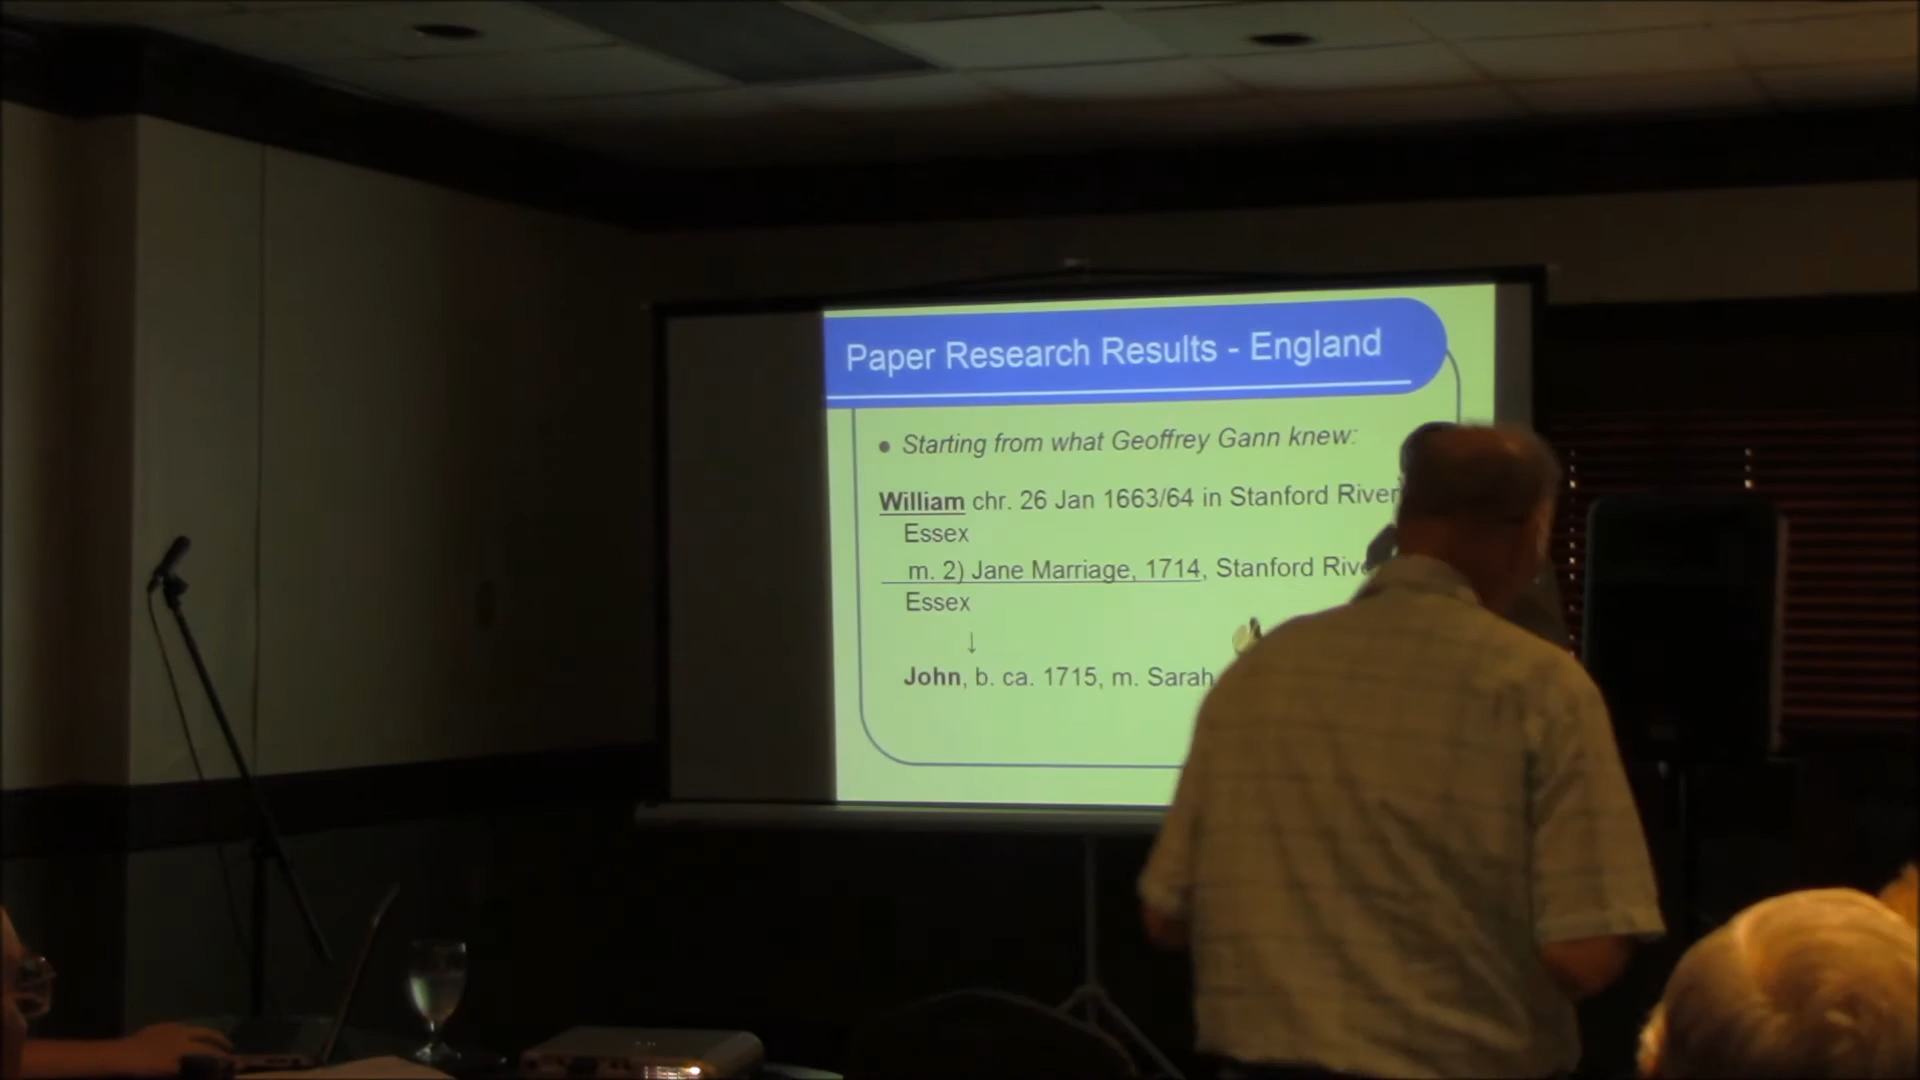 Paper Research Results - England
● Starting from what Geoffrey Gann knew:
William chr. 26 Jan 1663/64 in Stanford River
Essex
m. 2) Jane Marriage, 1714, Stanford Rive
Essex
↓
John, b. ca. 1715, m. Sarah